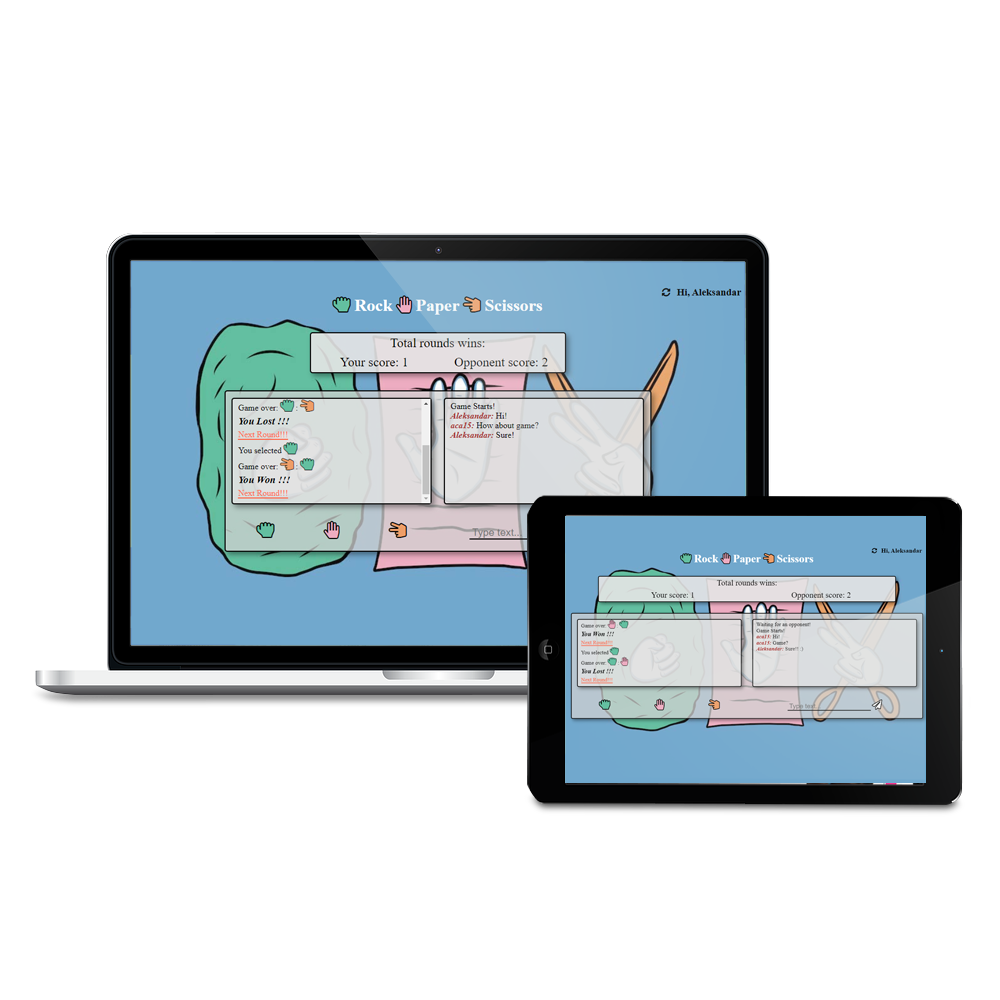 Hi, Aleksandar
Rock Paper Scissors
Total rounds wins:
Your score: 1 Opponent score: 2
Game over: :
You Lost !!!
Next Round!!!
You selected
Game over: :
You Won !!!
Next Round!!!
Game Starts!
Aleksandar: Hi!
aca15: How about game?
Aleksandar: Sure!
Type text...
Hi, Aleksandar
Rock Paper Scissors
Total rounds wins:
Your score: 1 Opponent score: 2
Game over:
You Won !!!
Next Round!!!
You selected
Game over:
You Lost !!!
Next Round!!!
Waiting for an opponent!
Game Starts!
aca15: Hi!
aca15: Game?
Aleksandar: Sure!! :)
Type text...